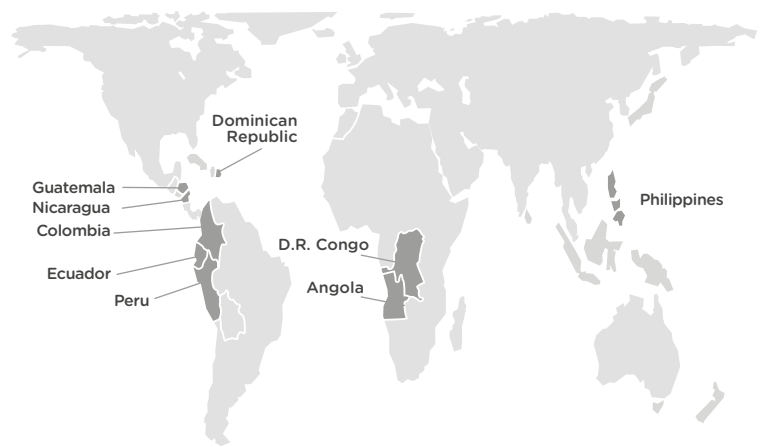 Dominican
Republic
Guatemala
Nicaragua
Colombia
Ecuador
Peru
D.R. Congo
Angola
Philippines